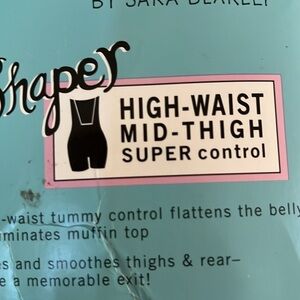 BY SARA BLAKELY
Shaper
HIGH-WAIST
MID-THIGH
SUPER control
-waist tummy control flattens the belly
iminates muffin top
es and smoothes thighs & rear–
e a memorable exit!